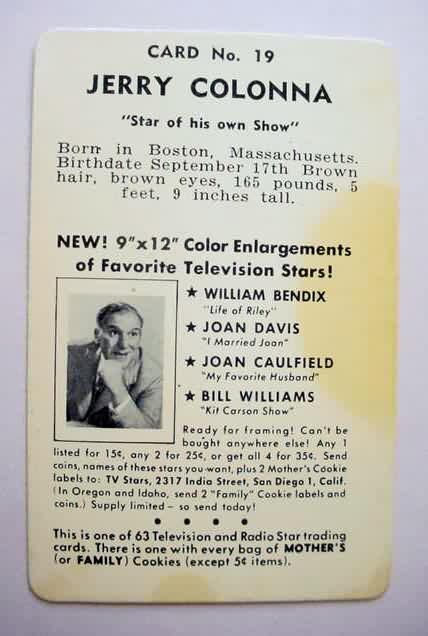 CARD No. 19
JERRY COLONNA
"Star of his own Show"
Born in Boston, Massachusetts.
Birthdate September 17th Brown
hair, brown eyes, 165 pounds, 5
feet, 9 inches tall.
NEW! 9"x12" Color Enlargements
of Favorite Television Stars!
★ WILLIAM BENDIX
"Life of Riley"
★ JOAN DAVIS
"I Married Joan"
★ JOAN CAULFIELD
"My Favorite Husband"
★ BILL WILLIAMS
"Kit Carson Show"
Ready for framing! Can't be
bought anywhere else! Any 1
listed for 15¢, any 2 for 25¢, or get all 4 for 35¢. Send
coins, names of these stars you want, plus 2 Mother's Cookie
labels to: TV Stars, 2317 India Street, San Diego 1, Calif.
(In Oregon and Idaho, send 2 "Family" Cookie labels and
coins.) Supply limited – so send today!
• • • •
This is one of 63 Television and Radio Star trading
cards. There is one with every bag of MOTHER'S
(or FAMILY) Cookies (except 5¢ items).